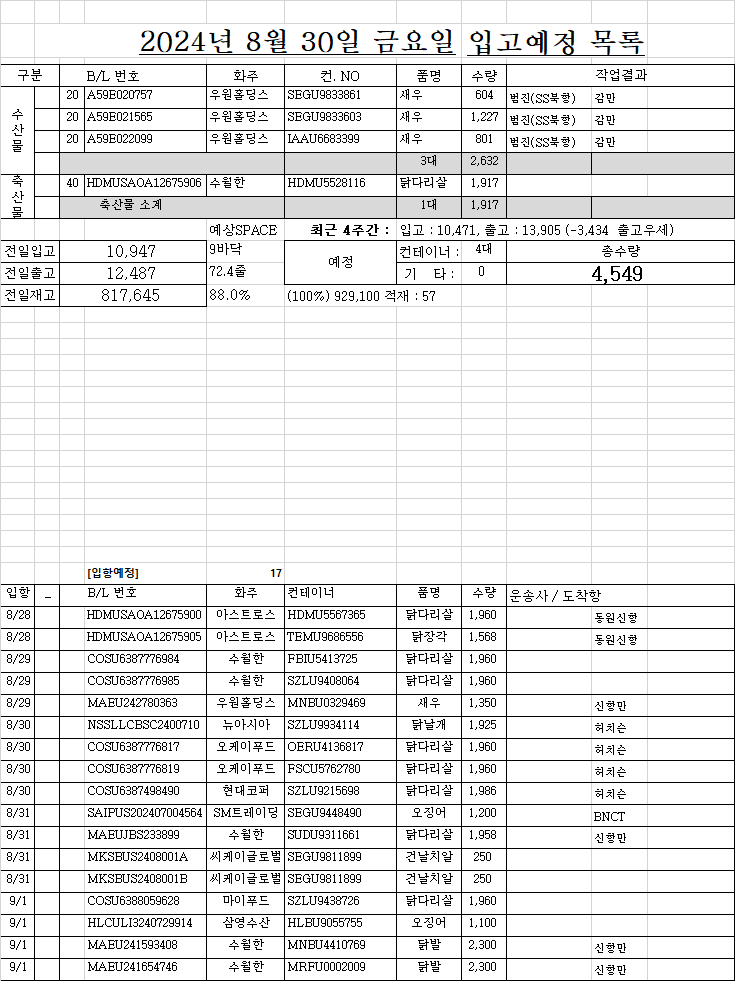 2024년 8월 30일 금요일 입고예정 목록
구분 B/L 번호 화주 컨. NO 품명 수량 작업결과
수산물
20 A59E020757 우원홀딩스 SEGU9833861 새우 604 범진(SS북항) 감만
20 A59E021565 우원홀딩스 SEGU9833603 새우 1,227 범진(SS북항) 감만
20 A59E022099 우원홀딩스 IAAU6683399 새우 801 범진(SS북항) 감만
3대 2,632
축산물
40 HDMUSAOA12675906 수월한 HDMU5528116 닭다리살 1,917
축산물 소계 1대 1,917
예상SPACE 최근 4주간 : 입고 : 10,471, 출고 : 13,905 (-3,434 출고우세)
전일입고 10,947 9바닥 예정 컨테이너 : 4대 총수량
전일출고 12,487 72.4줄 기 타 : 0 4,549
전일재고 817,645 88.0% (100%) 929,100 적재 : 57
[입항예정] 17
입항 _ B/L 번호 화주 컨테이너 품명 수량 운송사 / 도착항
8/28 HDMUSAOA12675900 아스트로스 HDMU5567365 닭다리살 1,960 동원신항
8/28 HDMUSAOA12675905 아스트로스 TBMU9686556 닭장각 1,568 동원신항
8/29 COSU6387776984 수월한 FBIU5413725 닭다리살 1,960
8/29 COSU6387776985 수월한 SZLU9408064 닭다리살 1,960
8/29 MAEU242780363 우원홀딩스 MNBU0329469 새우 1,350 신항만
8/30 NSSLLCBSC2400710 뉴아시아 SZLU9934114 닭날개 1,925 허치슨
8/30 COSU6387776817 오케이푸드 OERU4136817 닭다리살 1,960 허치슨
8/30 COSU6387776819 오케이푸드 FSCU5762780 닭다리살 1,960 허치슨
8/30 COSU6387498490 현대코퍼 SZLU9215698 닭다리살 1,986 허치슨
8/31 SAIPUS202407004564 SM트레이딩 SEGU9448490 오징어 1,200 BNCT
8/31 MAEUJBS233899 수월한 SUDU9311661 닭다리살 1,958 신항만
8/31 MKSBUS2408001A 씨케이글로벌 SEGU9811899 건날치알 250
8/31 MKSBUS2408001B 씨케이글로벌 SEGU9811899 건날치알 250
9/1 COSU6388059628 마이푸드 SZLU9438726 닭다리살 1,960
9/1 HLCULI3240729914 삼영수산 HLBU9055755 오징어 1,100
9/1 MAEU241593408 수월한 MNBU4410769 닭발 2,300 신항만
9/1 MAEU241654746 수월한 MRFU0002009 닭발 2,300 신항만